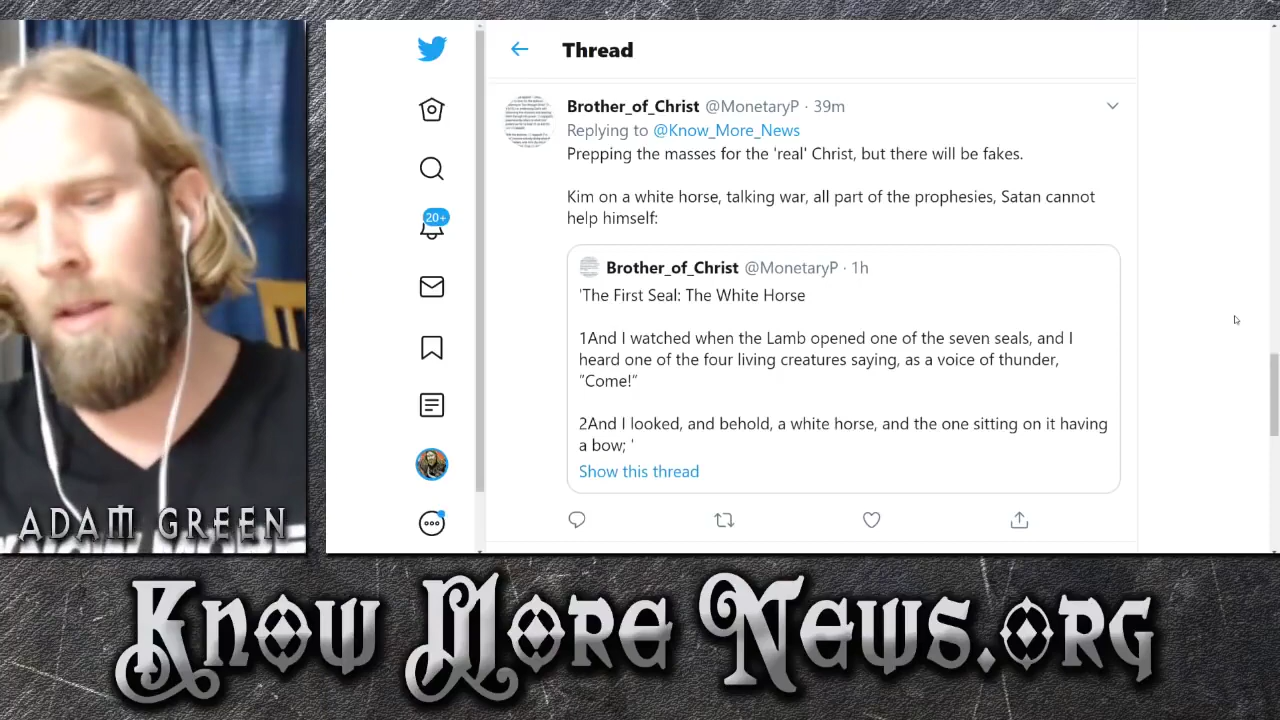 Thread
Brother_of_Christ @MonetaryP · 39m
Replying to @Know_More_News
Prepping the masses for the 'real' Christ, but there will be fakes.
Kim on a white horse, talking war, all part of the prophesies, Satan cannot
help himself:
20+
Brother_of_Christ @MonetaryP · 1h
'The First Seal: The White Horse
1And I watched when the Lamb opened one of the seven seals, and I
heard one of the four living creatures saying, as a voice of thunder,
“Come!”
2And I looked, and behold, a white horse, and the one sitting on it having
a bow; '
Show this thread
ADAM GREEN
Know More News.org